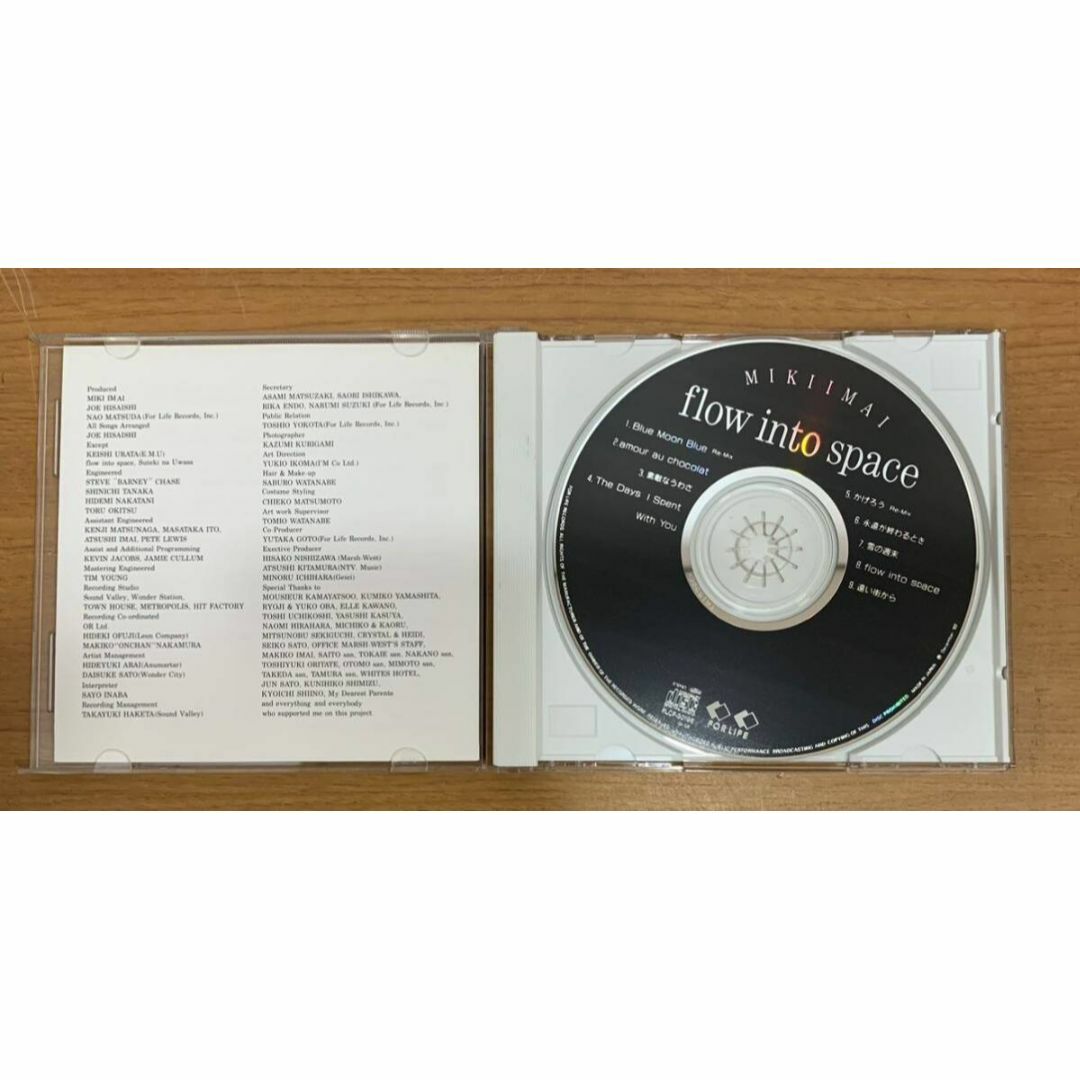 Produced
MIKI IMAI
JOE HISAISHI
NAO MATSUDA(For Life Records, Inc.)
All Songs Arranged
JOE HISAISHI
Except
KEISHI URATA(E.M.U)
flow into space, Suteki na Uwasa
Engineered
STEVE "BARNEY" CHASE
SHINICHI TANAKA
HIDEMI NAKATANI
TORU OKITSU
Assistant Engineered
KENJI MATSUNAGA, MASATAKA ITO,
ATSUSHI IMAI, PETE LEWIS
Assist and Additional Programming
KEVIN JACOBS, JAMIE CULLUM
Mastering Engineered
TIM YOUNG
Recording Studio
Sound Valley, Wonder Station,
TOWN HOUSE, METROPOLIS, HIT FACTORY
Recording Co-ordinated
OR Ltd.
HIDEKI OFUJI(Leon Company)
MAKIKO"ONCHAN"NAKAMURA
Artist Management
HIDEYUKI ARAI(Anumartar)
DAISUKE SATO(Wonder City)
Interpreter
SAYO INABA
Recording Management
TAKAYUKI HAKETA(Sound Valley)
Secretary
ASAMI MATSUZAKI, SAORI ISHIKAWA,
RIKA ENDO, NARUMI SUZUKI (For Life Records, Inc.)
Public Relation
TOSHIO YOKOTA(For Life Records, Inc.)
Photographer
KAZUMI KURIGAMI
Art Direction
YUKIO IKOMA(I'M Co Ltd.)
Hair & Make-up
SABURO WATANABE
Costume Styling
CHIEKO MATSUMOTO
Art work Supervisor
TOMIO WATANABE
Co-Producer
YUTAKA GOTO(For Life Records, Inc.)
Exective Producer
HISAKO NISHIZAWA (Marsh-West)
ATSUSHI KITAMURA(NTV. Music)
MINORU ICHIHARA(Geiei)
Special Thanks to
MOUSIEUR KAMAYATSOO, KUMIKO YAMASHITA,
RYOJI & YUKO OBA, ELLE KAWANO,
TOSHI UCHIKOSHI, YASUSHI KASUYA,
NAOMI HIRAHARA, MICHIKO & KAORU,
MITSUNOBU SEKIGUCHI, CRYSTAL & HEIDI,
SEIKO SATO, OFFICE MARSH-WEST'S STAFF,
MAKIKO IMAI, SAITO san, TOKAIE san, NAKANO san,
TOSHIYUKI ORITATE, OTOMO san, MIMOTO san,
TAKEDA san, TAMURA san, WHITES HOTEL,
JUN SATO, KUNIHIKO SHIMIZU,
KYOICHI SHIINO, My Dearest Parents
and everything and everybody
who supported me on this project.
MIKI IMAI
flow into space
1. Blue Moon Blue Re-Mix
2. amour au chocolat
3. 素敵なうわさ
4. The Days I Spent
With You
5. かげろう Re-Mix
6. 永遠が終わるとき
7. 雪の週末
8. flow into space
9. 遠い街から
FOR LIFE